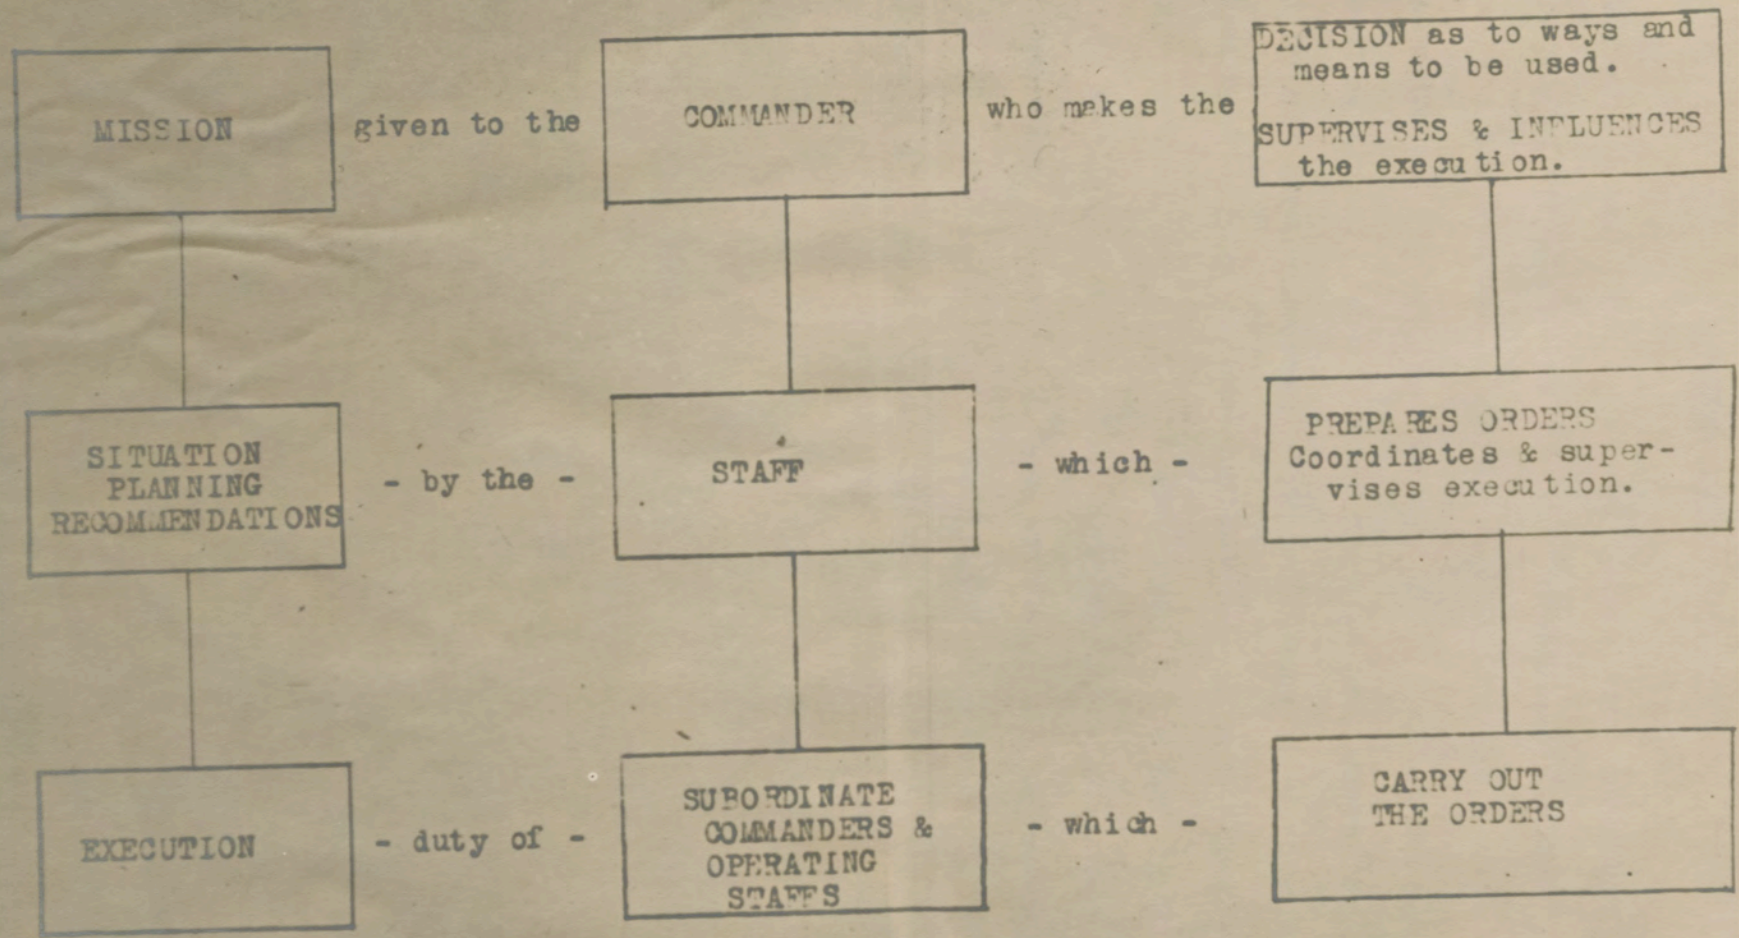 MISSION
given to the
COMMANDER
who makes the
DECISION as to ways and
means to be used.
SUPERVISES & INFLUENCES
the execution.
SITUATION
PLANNING
RECOMMENDATIONS
- by the -
STAFF
- which -
PREPARES ORDERS
Coordinates & super-
vises execution.
EXECUTION
- duty of -
SUBORDINATE
COMMANDERS &
OPERATING
STAFFS
- which -
CARRY OUT
THE ORDERS